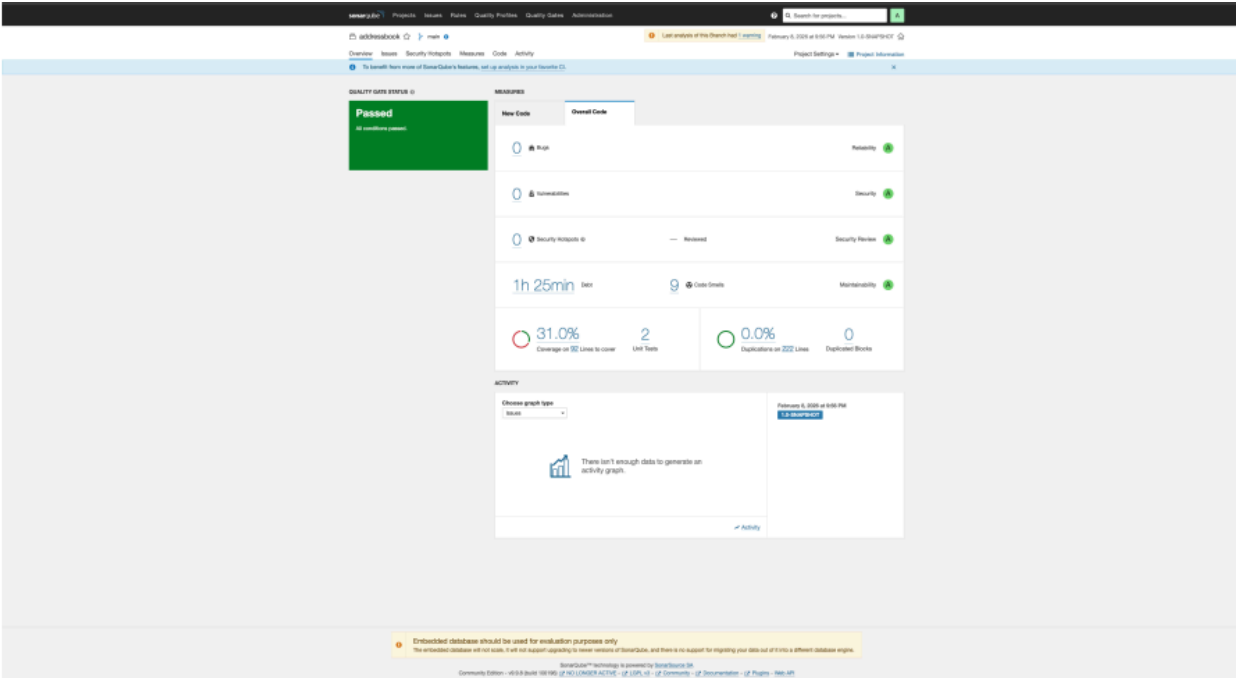 sonarqube Projects Issues Rules Quality Profiles Quality Gates Administration Search for projects... A
addressbook main Last analysis of this Branch had 1 warning February 6, 2026 at 9:56 PM Version 1.0-SNAPSHOT
Overview Issues Security Hotspots Measures Code Activity Project Settings Project Information
To benefit from more of SonarQube's features, set up analysis in your favorite CI.
QUALITY GATE STATUS MEASURES
Passed
All conditions passed.
New Code Overall Code
0 Bugs Reliability A
0 Vulnerabilities Security A
0 Security Hotspots — Reviewed Security Review A
1h 25min Debt 9 Code Smells Maintainability A
31.0% 2 0.0% 0
Coverage on 92 Lines to cover Unit Tests Duplications on 222 Lines Duplicated Blocks
ACTIVITY
Choose graph type
Issues
February 6, 2026 at 9:56 PM
1.0-SNAPSHOT
There isn't enough data to generate an
activity graph.
Activity
Embedded database should be used for evaluation purposes only
The embedded database will not scale, it will not support upgrading to newer versions of SonarQube, and there is no support for migrating your data out of it into a different database engine.
SonarQube™ technology is powered by SonarSource SA
Community Edition - NO LONGER ACTIVE - LGPL v3 - Community - Documentation - Plugins - Web API